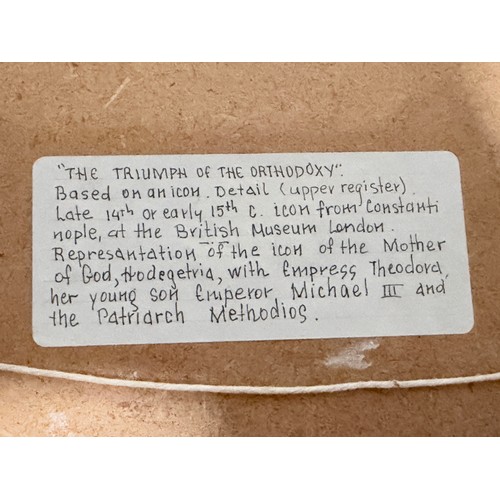 "THE TRIUMPH OF THE ORTHODOXY".
Based on an icon. Detail (upper register).
Late 14th or early 15th c. icon from Constanti
nople, at the British Museum London.
Represantation of the icon of the Mother
of God, Hodegetria, with Empress Theodora,
her young son Emperor Michael III and
the Patriarch Methodios.